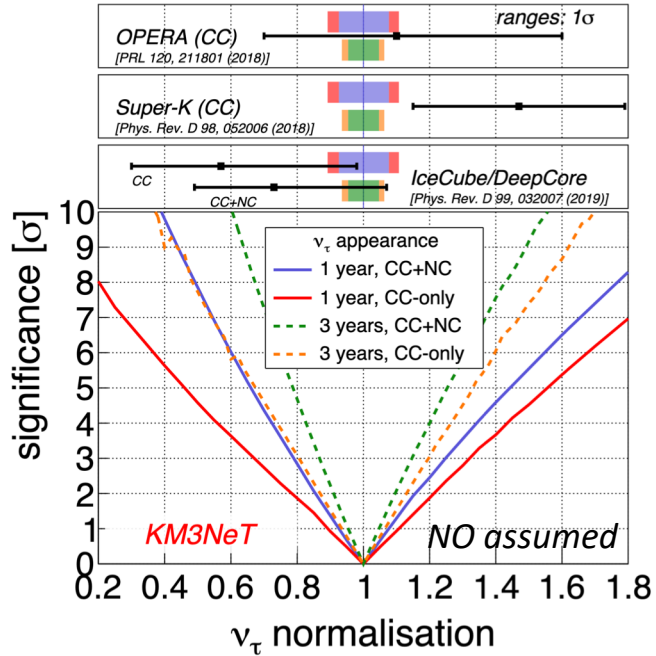 ranges: 1σ
OPERA (CC)
[PRL 120, 211801 (2018)]
Super-K (CC)
[Phys. Rev. D 98, 052006 (2018)]
CC
CC+NC
IceCube/DeepCore
[Phys. Rev. D 99, 032007 (2019)]
significance [σ]
10
9
8
7
6
5
4
3
2
1
0
ντ appearance
1 year, CC+NC
1 year, CC-only
3 years, CC+NC
3 years, CC-only
KM3NeT
NO assumed
0.2 0.4 0.6 0.8 1 1.2 1.4 1.6 1.8
ντ normalisation